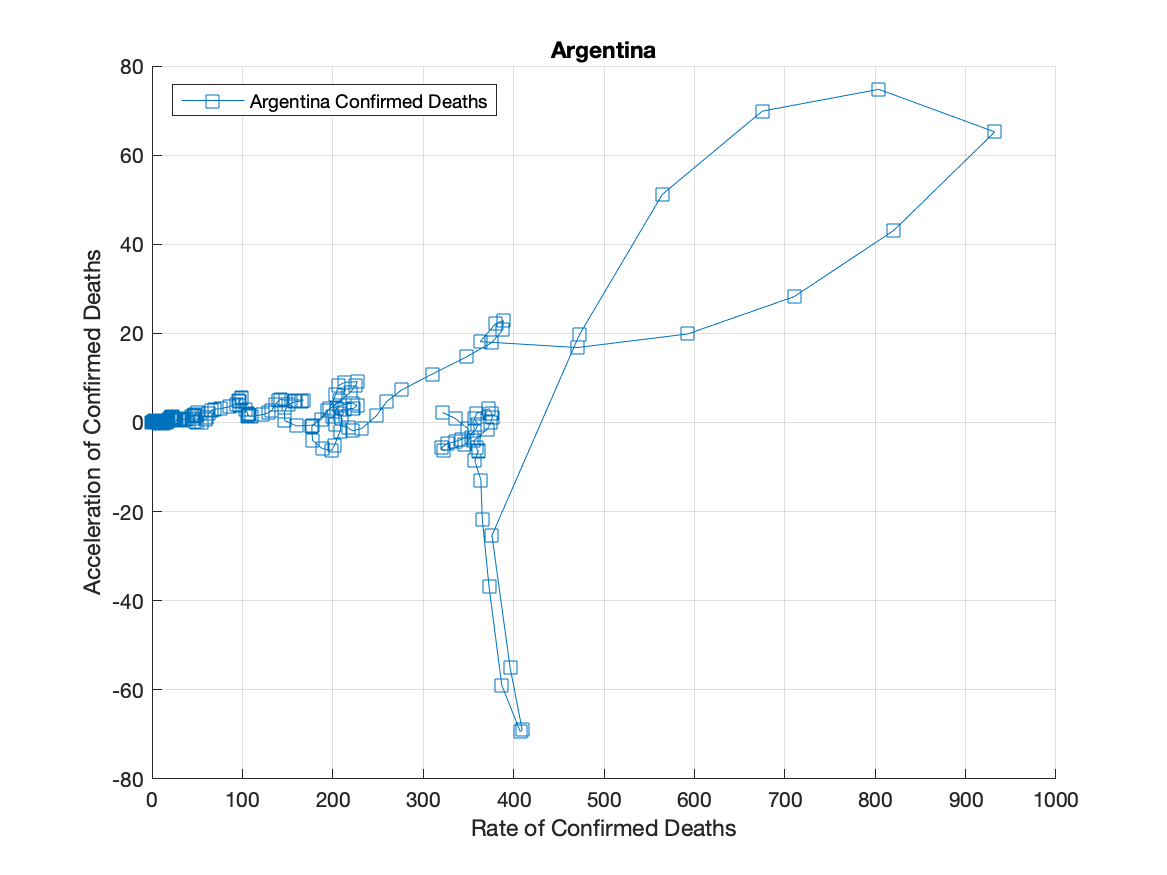 Argentina
Argentina Confirmed Deaths
Acceleration of Confirmed Deaths
80
60
40
20
0
-20
-40
-60
-80
0 100 200 300 400 500 600 700 800 900 1000
Rate of Confirmed Deaths